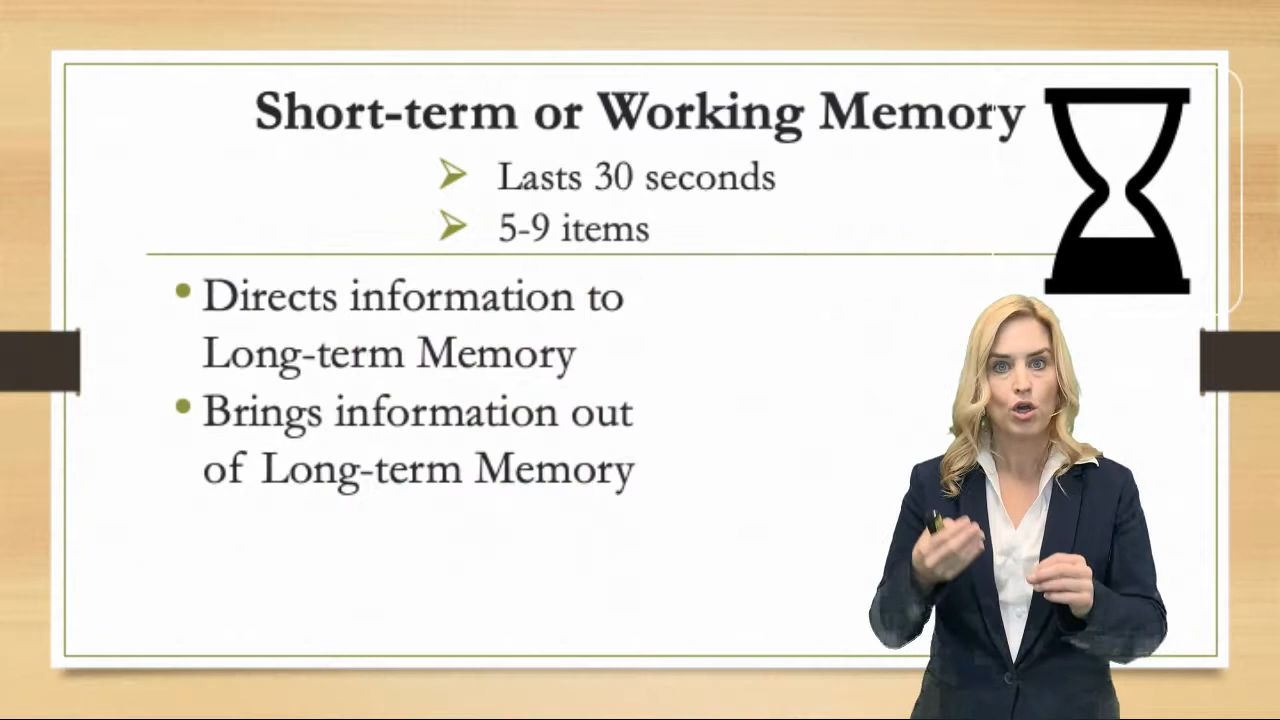 Short-term or Working Memory
Lasts 30 seconds
5-9 items
Directs information to
Long-term Memory
Brings information out
of Long-term Memory